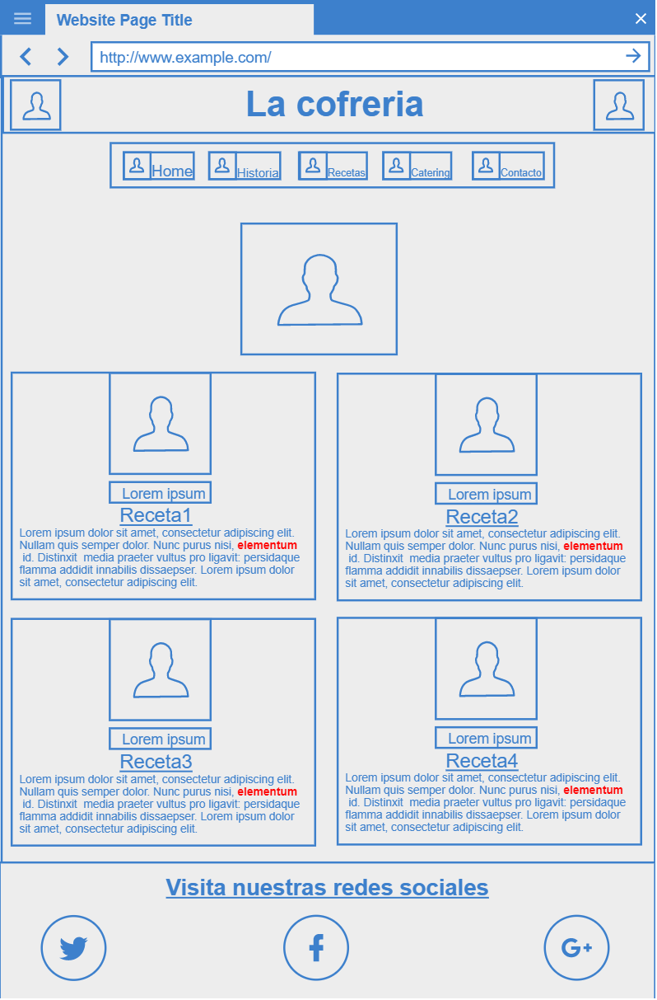 Website Page Title
http://www.example.com/
La cofreria
Home Historia Recetas Catering Contacto
Lorem ipsum
Receta1
Lorem ipsum dolor sit amet, consectetur adipiscing elit.
Nullam quis semper dolor. Nunc purus nisi, elementum
id. Distinxit media praeter vultus pro ligavit: persidaque
flamma addidit innabilis dissaepser. Lorem ipsum dolor
sit amet, consectetur adipiscing elit.
Lorem ipsum
Receta2
Lorem ipsum dolor sit amet, consectetur adipiscing elit.
Nullam quis semper dolor. Nunc purus nisi, elementum
id. Distinxit media praeter vultus pro ligavit: persidaque
flamma addidit innabilis dissaepser. Lorem ipsum dolor
sit amet, consectetur adipiscing elit.
Lorem ipsum
Receta3
Lorem ipsum dolor sit amet, consectetur adipiscing elit.
Nullam quis semper dolor. Nunc purus nisi, elementum
id. Distinxit media praeter vultus pro ligavit: persidaque
flamma addidit innabilis dissaepser. Lorem ipsum dolor
sit amet, consectetur adipiscing elit.
Lorem ipsum
Receta4
Lorem ipsum dolor sit amet, consectetur adipiscing elit.
Nullam quis semper dolor. Nunc purus nisi, elementum
id. Distinxit media praeter vultus pro ligavit: persidaque
flamma addidit innabilis dissaepser. Lorem ipsum dolor
sit amet, consectetur adipiscing elit.
Visita nuestras redes sociales
f G+